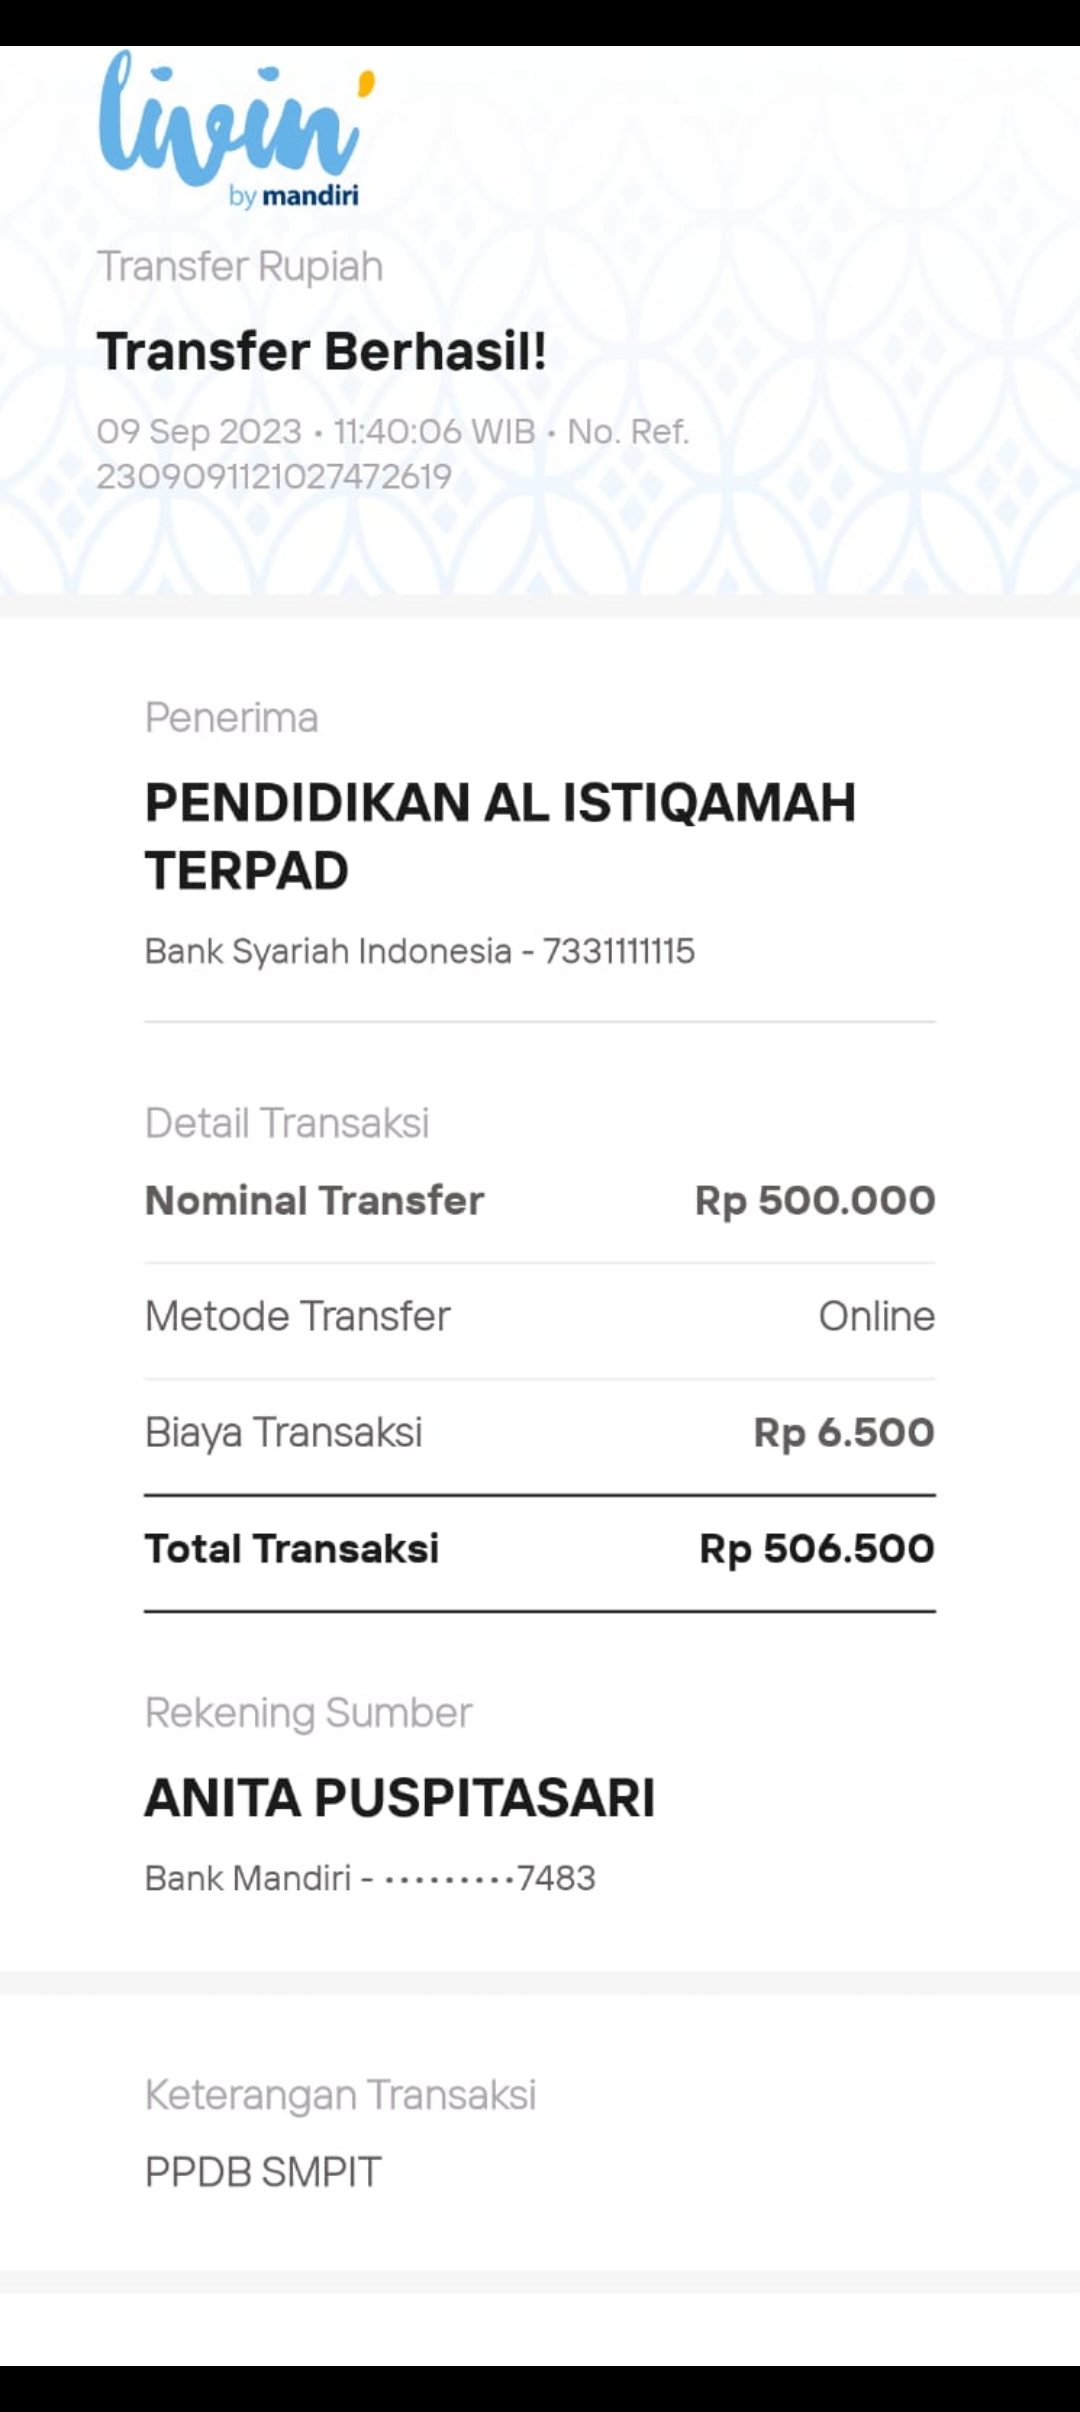 livin'
by mandiri
Transfer Rupiah
Transfer Berhasil!
09 Sep 2023 • 11:40:06 WIB • No. Ref.
2309091121027472619
Penerima
PENDIDIKAN AL ISTIQAMAH
TERPAD
Bank Syariah Indonesia - 7331111115
Detail Transaksi
Nominal Transfer Rp 500.000
Metode Transfer Online
Biaya Transaksi Rp 6.500
Total Transaksi Rp 506.500
Rekening Sumber
ANITA PUSPITASARI
Bank Mandiri - •••••••••7483
Keterangan Transaksi
PPDB SMPIT